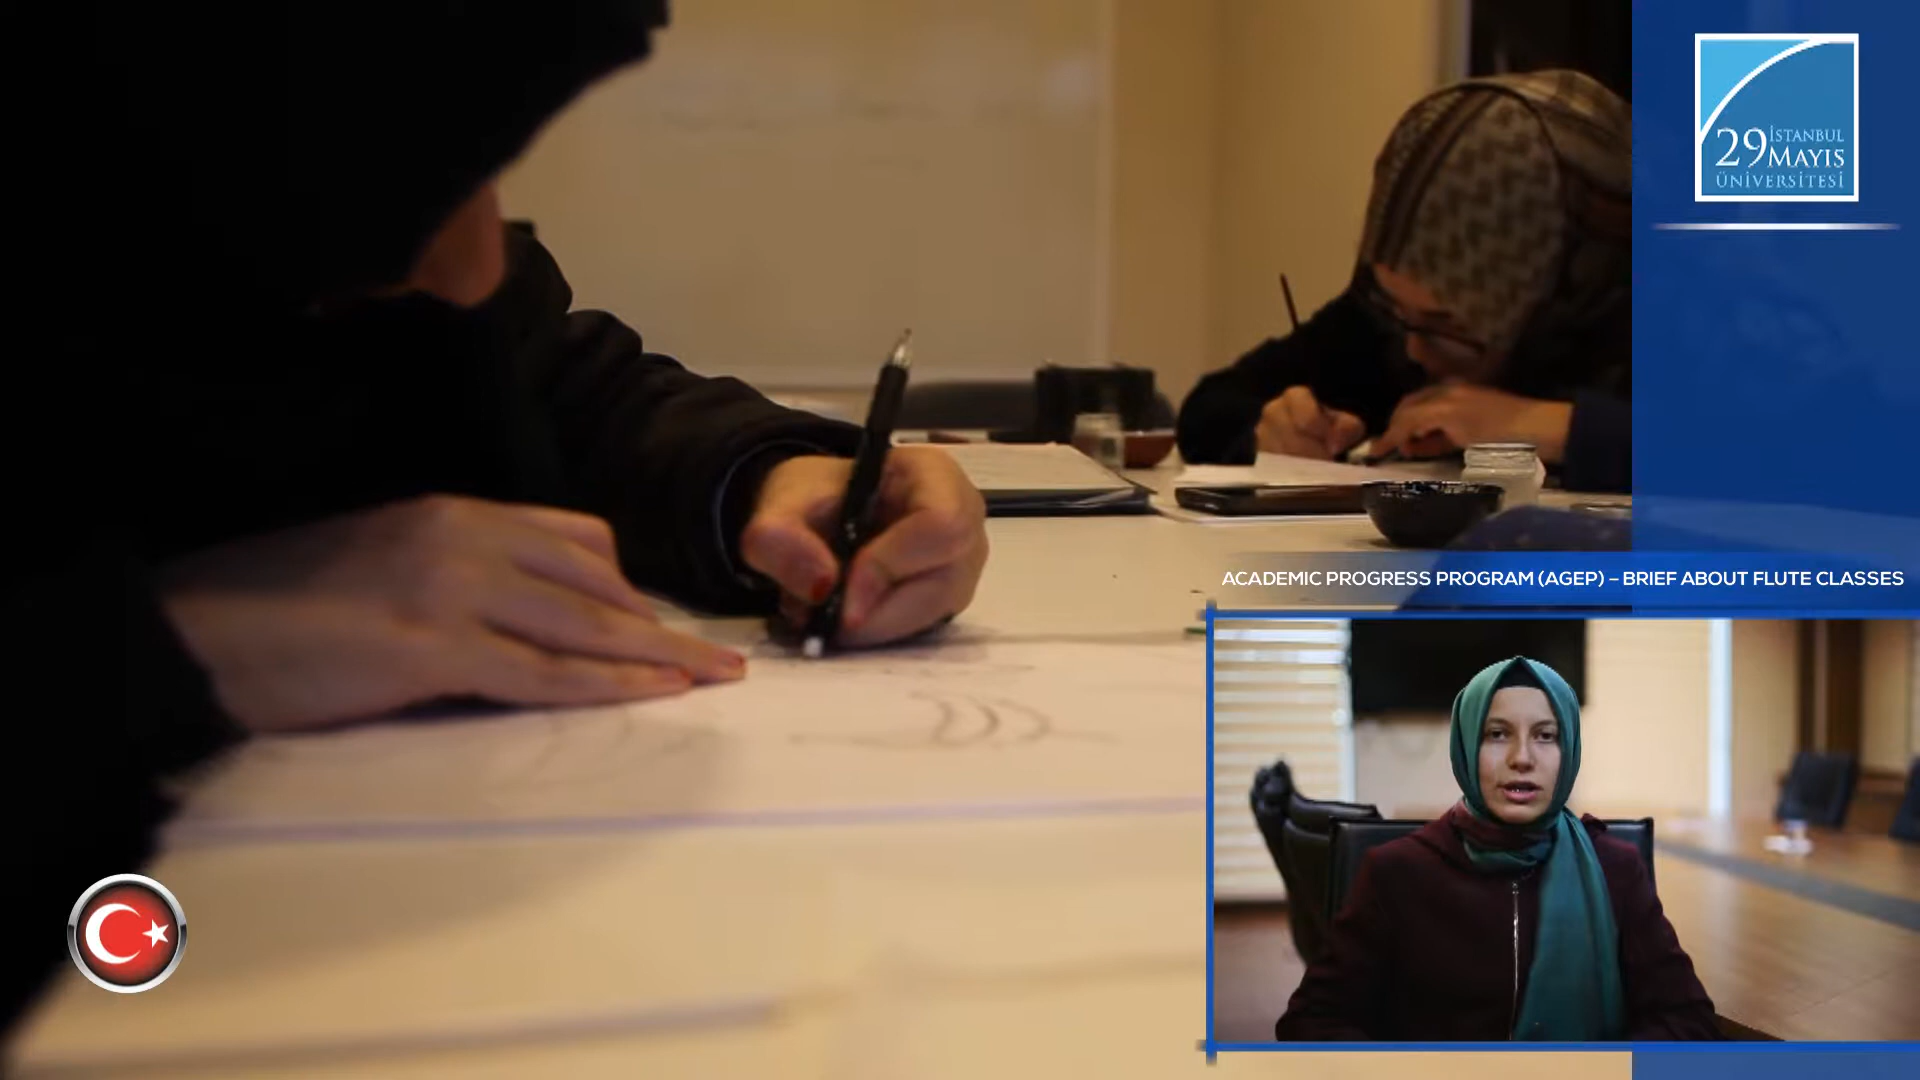 29 İSTANBUL
MAYIS
ÜNİVERSİTESİ
ACADEMIC PROGRESS PROGRAM (AGEP) – BRIEF ABOUT FLUTE CLASSES